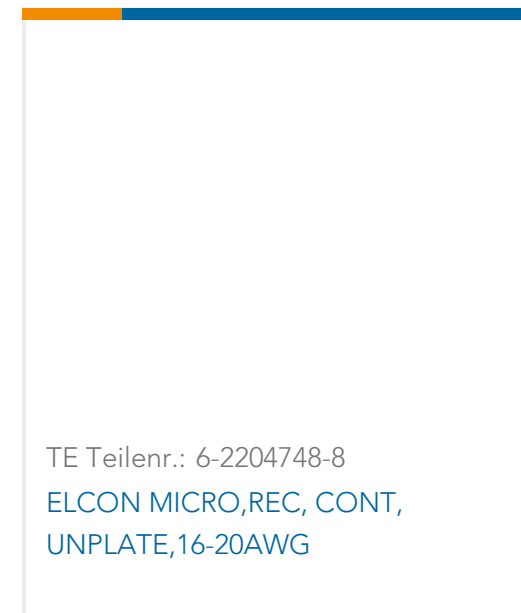 TE Teilenr.: 6-2204748-8
ELCON MICRO,REC, CONT,
UNPLATE,16-20AWG